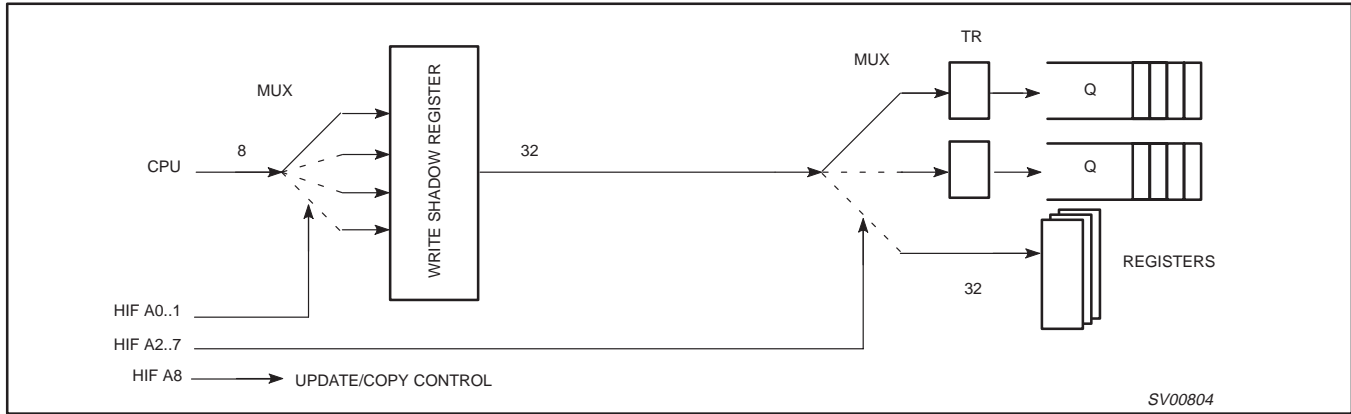 TR
MUX
MUX
Q
8
32
CPU
WRITE SHADOW REGISTER
Q
REGISTERS
32
HIF A0..1
HIF A2..7
HIF A8
UPDATE/COPY CONTROL
SV00804